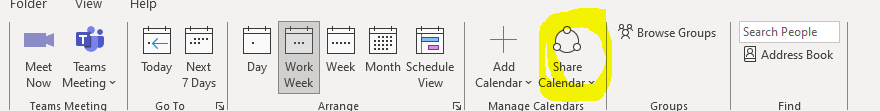 Folder View Help
Meet Now
Teams Meeting
Today
Next 7 Days
Day
Work Week
Week
Month
Schedule View
Add Calendar
Share Calendar
Browse Groups
Search People
Address Book
Teams Meeting
Go To
Arrange
Manage Calendars
Groups
Find